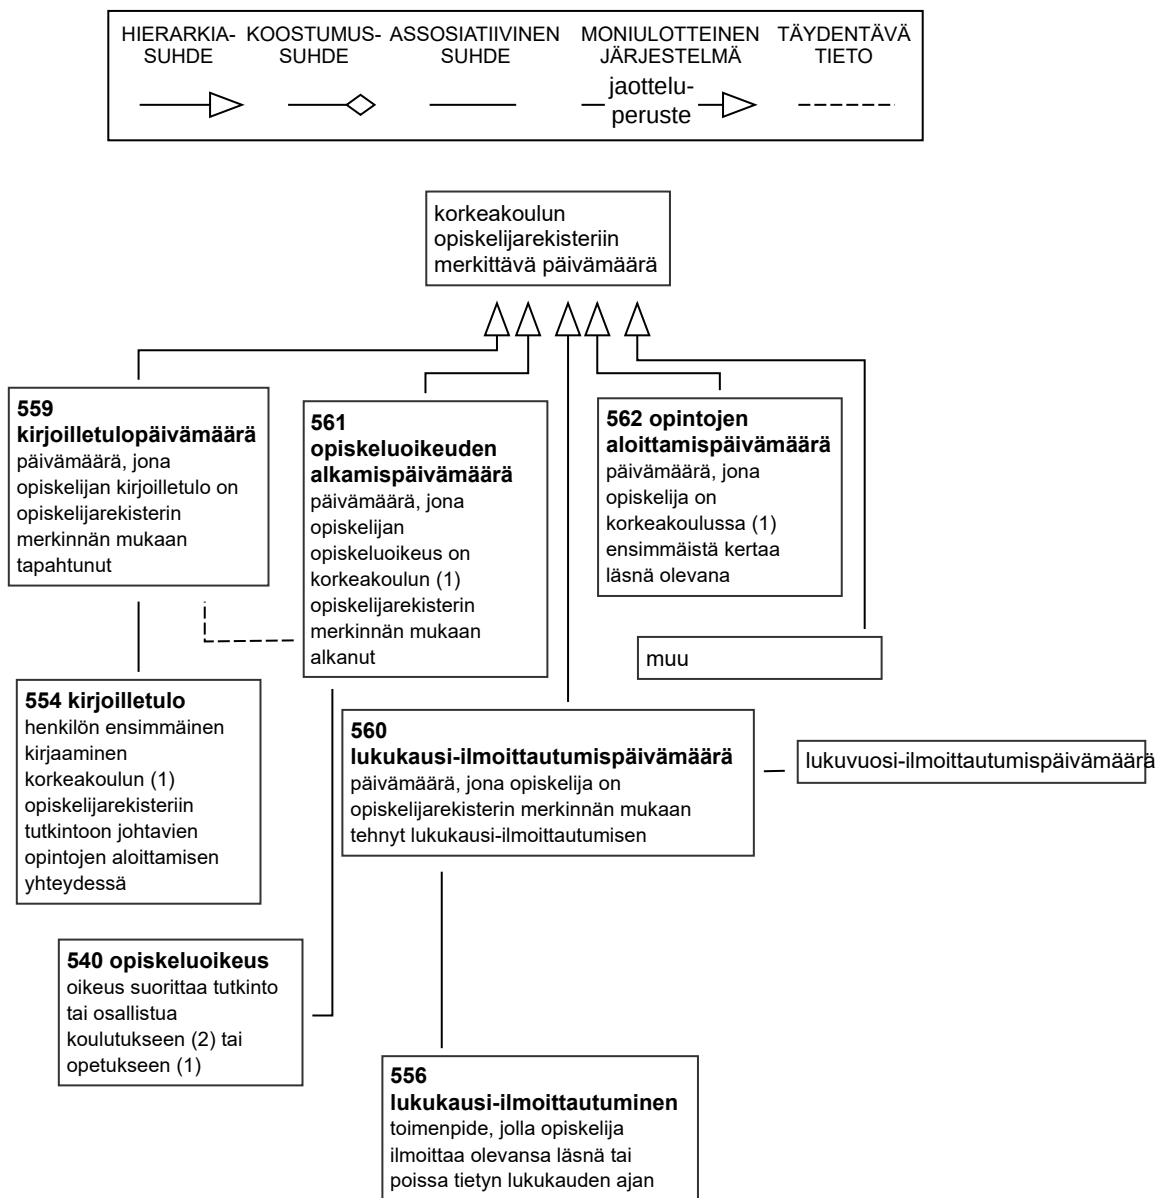 HIERARKIA-
SUHDE
KOOSTUMUS-
SUHDE
ASSOSIATIIVINEN
SUHDE
MONIULOTTEINEN
JÄRJESTELMÄ
jaottelu-
peruste
TÄYDENTÄVÄ
TIETO
korkeakoulun
opiskelijarekisteriin
merkittävä päivämäärä
559
kirjoilletulopäivämäärä
päivämäärä, jona
opiskelijan kirjoilletulo on
opiskelijarekisterin
merkinnän mukaan
tapahtunut
561
opiskeluoikeuden
alkamispäivämäärä
päivämäärä, jona
opiskelijan
opiskeluoikeus on
korkeakoulun (1)
opiskelijarekisterin
merkinnän mukaan
alkanut
562 opintojen
aloittamispäivämäärä
päivämäärä, jona
opiskelija on
korkeakoulussa (1)
ensimmäistä kertaa
läsnä olevana
muu
554 kirjoilletulo
henkilön ensimmäinen
kirjaaminen
korkeakoulun (1)
opiskelijarekisteriin
tutkintoon johtavien
opintojen aloittamisen
yhteydessä
560
lukukausi-ilmoittautumispäivämäärä
päivämäärä, jona opiskelija on
opiskelijarekisterin merkinnän mukaan
tehnyt lukukausi-ilmoittautumisen
lukuvuosi-ilmoittautumispäivämäärä
540 opiskeluoikeus
oikeus suorittaa tutkinto
tai osallistua
koulutukseen (2) tai
opetukseen (1)
556
lukukausi-ilmoittautuminen
toimenpide, jolla opiskelija
ilmoittaa olevansa läsnä tai
poissa tietyn lukukauden ajan